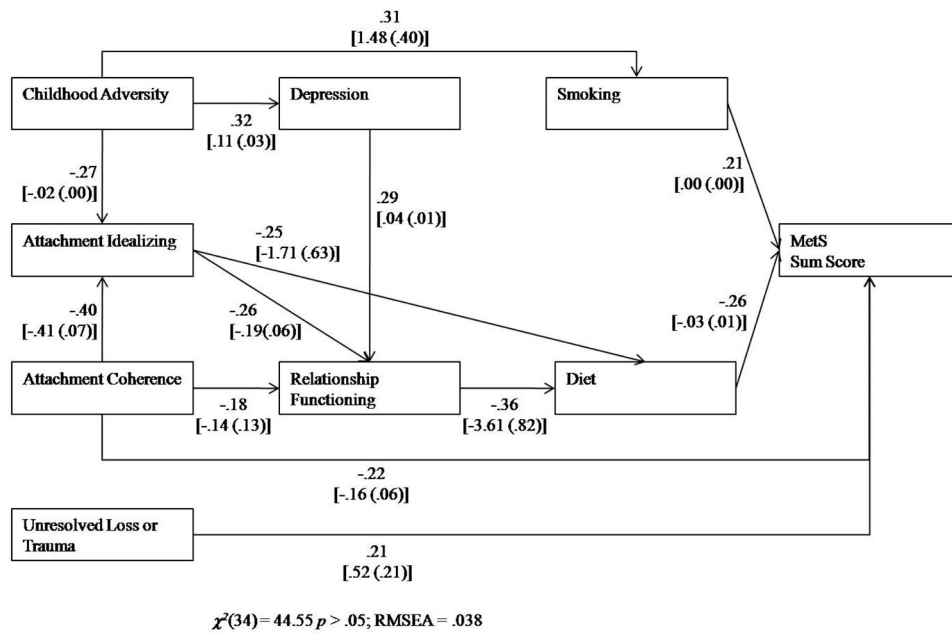 .31
[1.48 (.40)]
Childhood Adversity
Depression
Smoking
.32
[.11 (.03)]
-.27
[-.02 (.00)]
.29
[.04 (.01)]
.21
[.00 (.00)]
Attachment Idealizing
-.25
[-1.71 (.63)]
MetS
Sum Score
-.40
[-.41 (.07)]
-.26
[-.19(.06)]
-.26
[-.03 (.01)]
Attachment Coherence
Relationship
Functioning
Diet
-.18
[-.14 (.13)]
-.36
[-3.61 (.82)]
-.22
[-.16 (.06)]
Unresolved Loss or
Trauma
.21
[.52 (.21)]
χ²(34) = 44.55 p > .05; RMSEA = .038